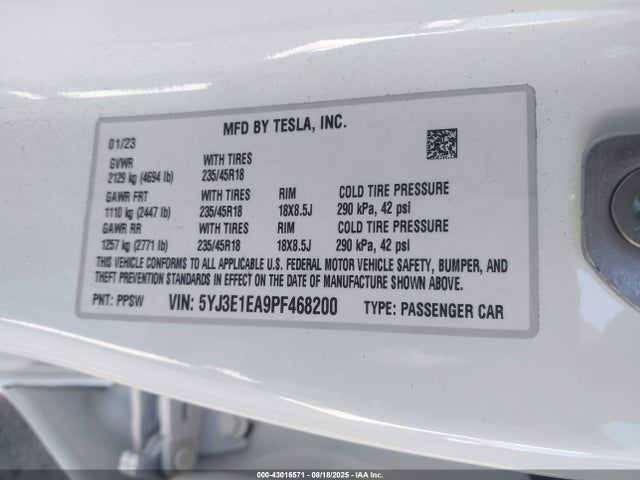 MFD BY TESLA, INC.
01/23
GVWR WITH TIRES
2129 kg (4694 lb) 235/45R18
GAWR FRT WITH TIRES RIM COLD TIRE PRESSURE
1110 kg (2447 lb) 235/45R18 18X8.5J 290 kPa, 42 psi
GAWR RR WITH TIRES RIM COLD TIRE PRESSURE
1257 kg (2771 lb) 235/45R18 18X8.5J 290 kPa, 42 psi
THIS VEHICLE CONFORMS TO ALL APPLICABLE U.S. FEDERAL MOTOR VEHICLE SAFETY, BUMPER, AND
THEFT PREVENTION STANDARDS IN EFFECT ON THE DATE OF MANUFACTURE SHOWN ABOVE.
PNT: PPSW VIN: 5YJ3E1EA9PF468200 TYPE: PASSENGER CAR
000-43016571 - 08/18/2025 - IAA Inc.